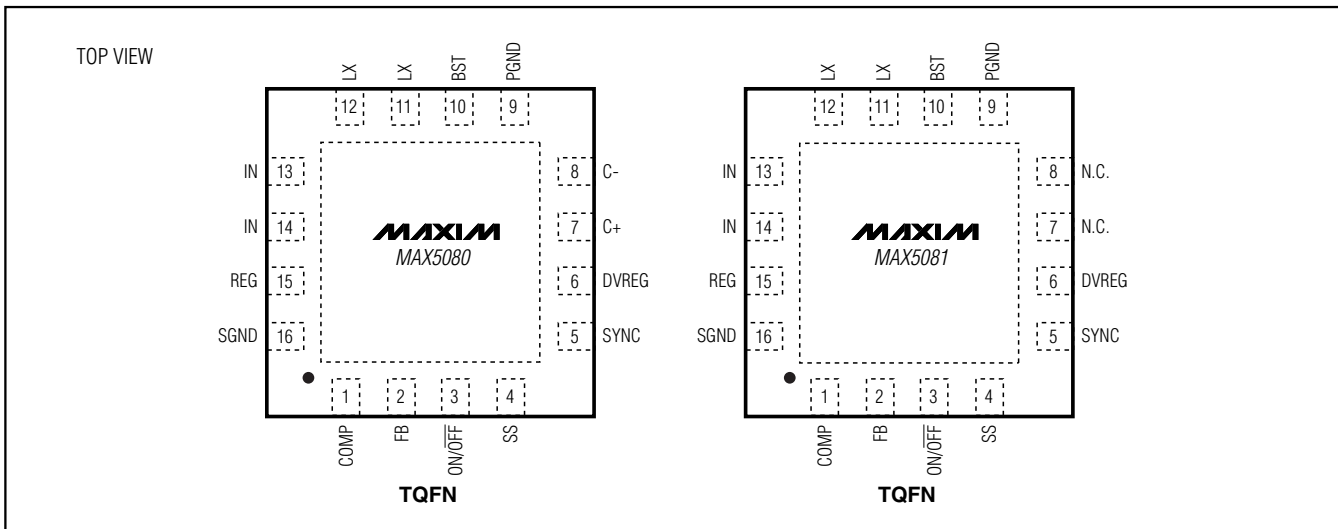 TOP VIEW
LX LX BST PGND
12 11 10 9
IN 13 8 C-
IN 14 7 C+
REG 15 6 DVREG
SGND 16 5 SYNC
MAXIM
MAX5080
1 2 3 4
COMP FB ON/OFF SS
TQFN
LX LX BST PGND
12 11 10 9
IN 13 8 N.C.
IN 14 7 N.C.
REG 15 6 DVREG
SGND 16 5 SYNC
MAXIM
MAX5081
1 2 3 4
COMP FB ON/OFF SS
TQFN